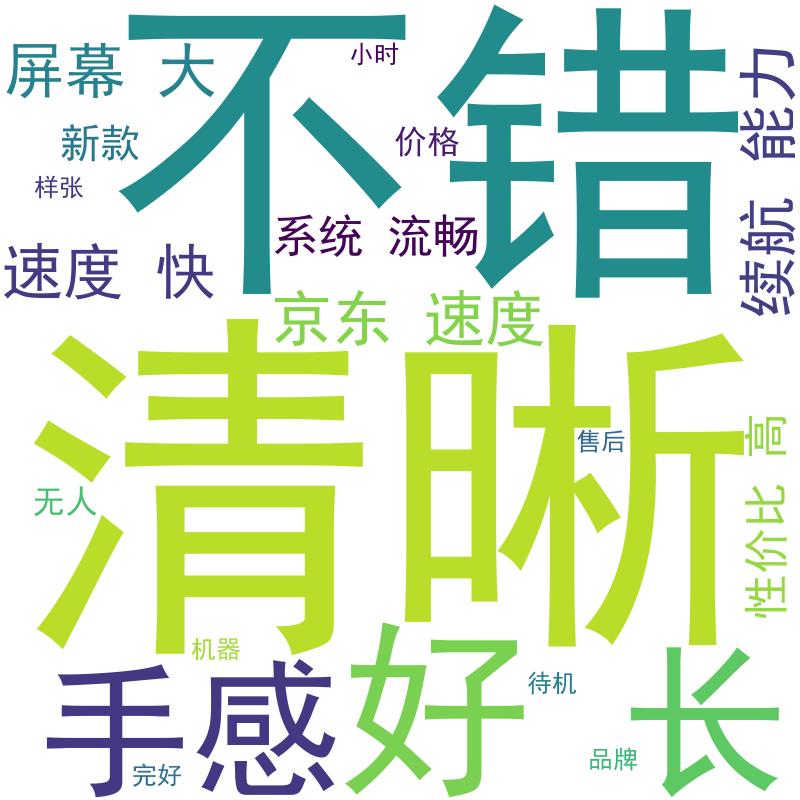 不错
屏幕 大
小时
新款
价格
样张
能力
系统 流畅
续航
速度 快
京东 速度
清晰
高
售后
性价比
无人
机器
手感
好
长
待机
品牌
完好